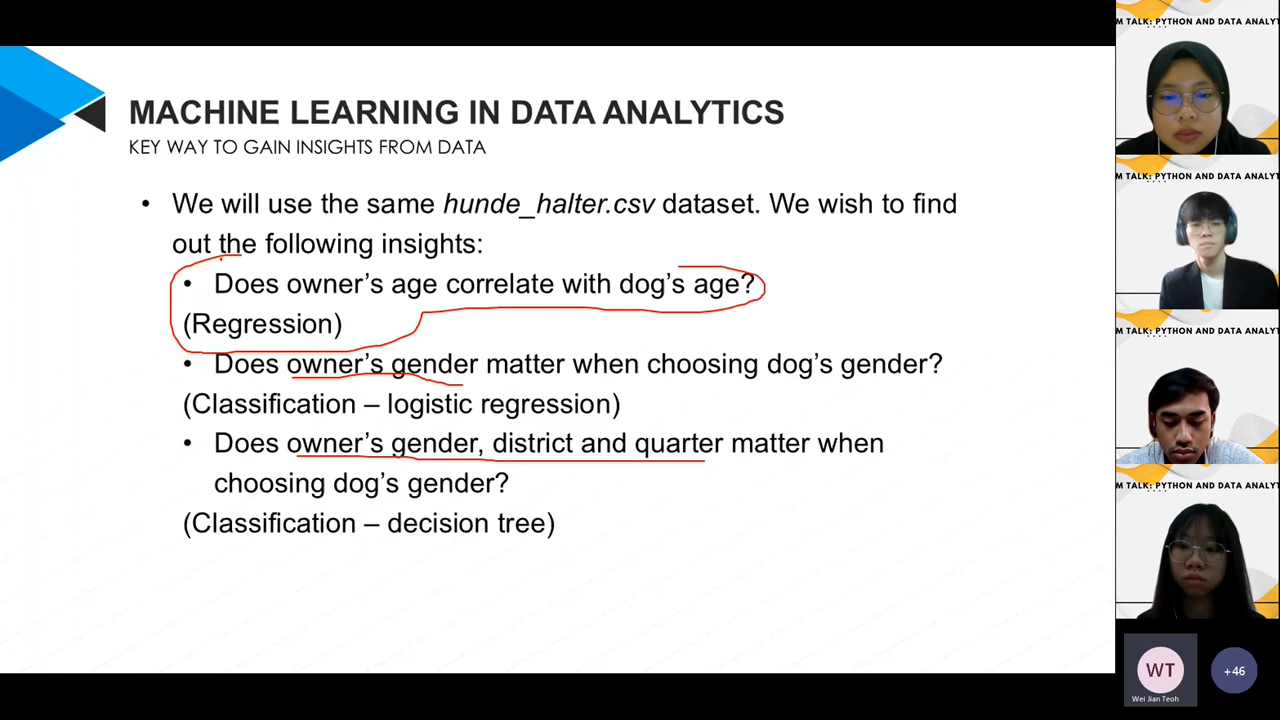 MACHINE LEARNING IN DATA ANALYTICS
KEY WAY TO GAIN INSIGHTS FROM DATA
• We will use the same hunde_halter.csv dataset. We wish to find
out the following insights:
• Does owner’s age correlate with dog’s age?
(Regression)
• Does owner’s gender matter when choosing dog’s gender?
(Classification – logistic regression)
• Does owner’s gender, district and quarter matter when
choosing dog’s gender?
(Classification – decision tree)
M TALK: PYTHON AND DATA ANALYT
M TALK: PYTHON AND DATA ANALYT
M TALK: PYTHON AND DATA ANALYT
M TALK: PYTHON AND DATA ANALYT
WT
Wei Jian Teoh
+46